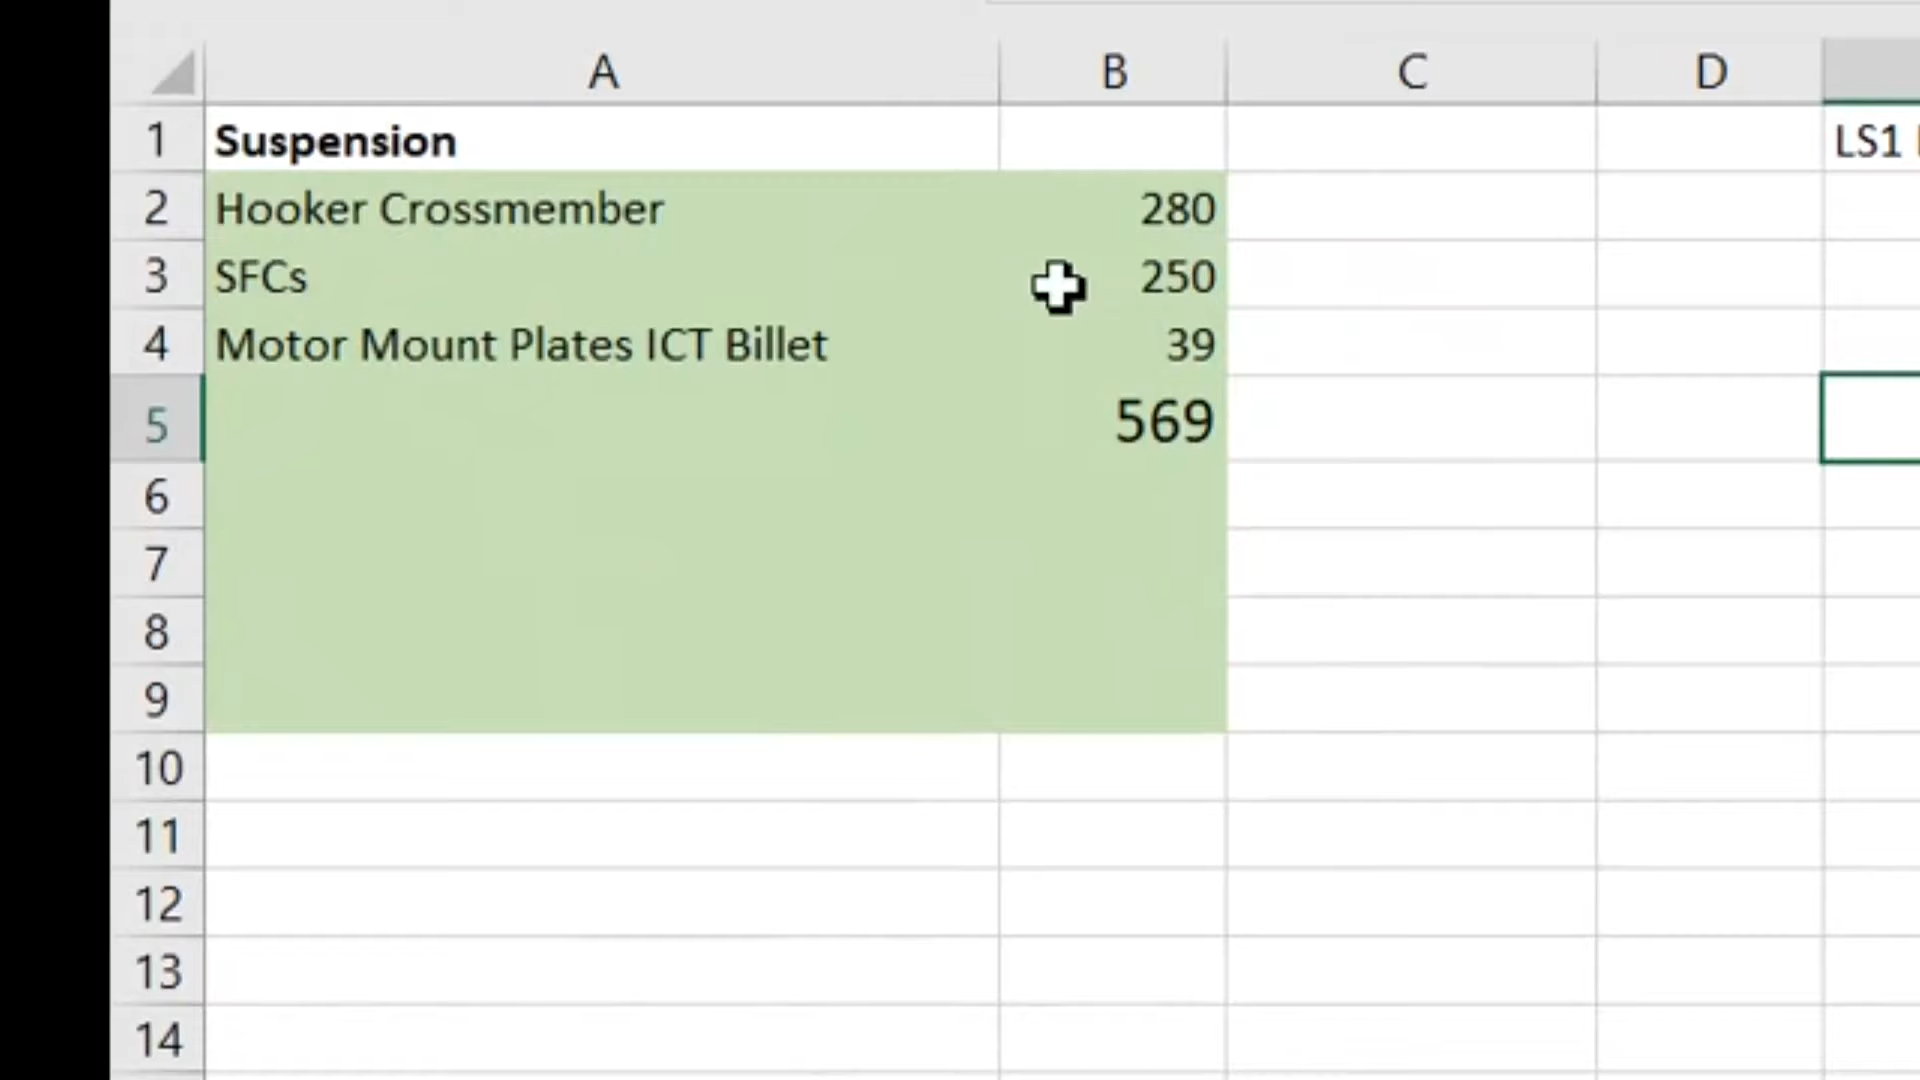 A B C D
1 Suspension LS1
2 Hooker Crossmember 280
3 SFCs 250
4 Motor Mount Plates ICT Billet 39
5 569
6
7
8
9
10
11
12
13
14